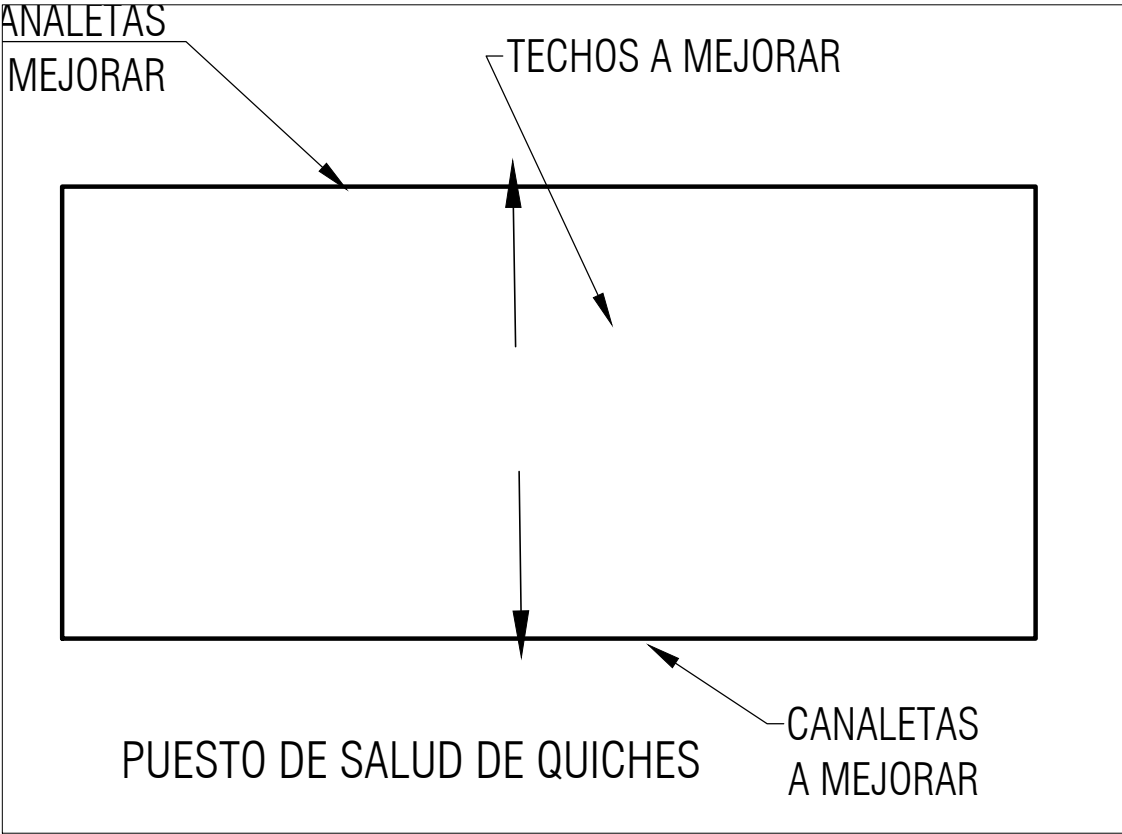 ANALETAS
MEJORAR
TECHOS A MEJORAR
CANALETAS
A MEJORAR
PUESTO DE SALUD DE QUICHES